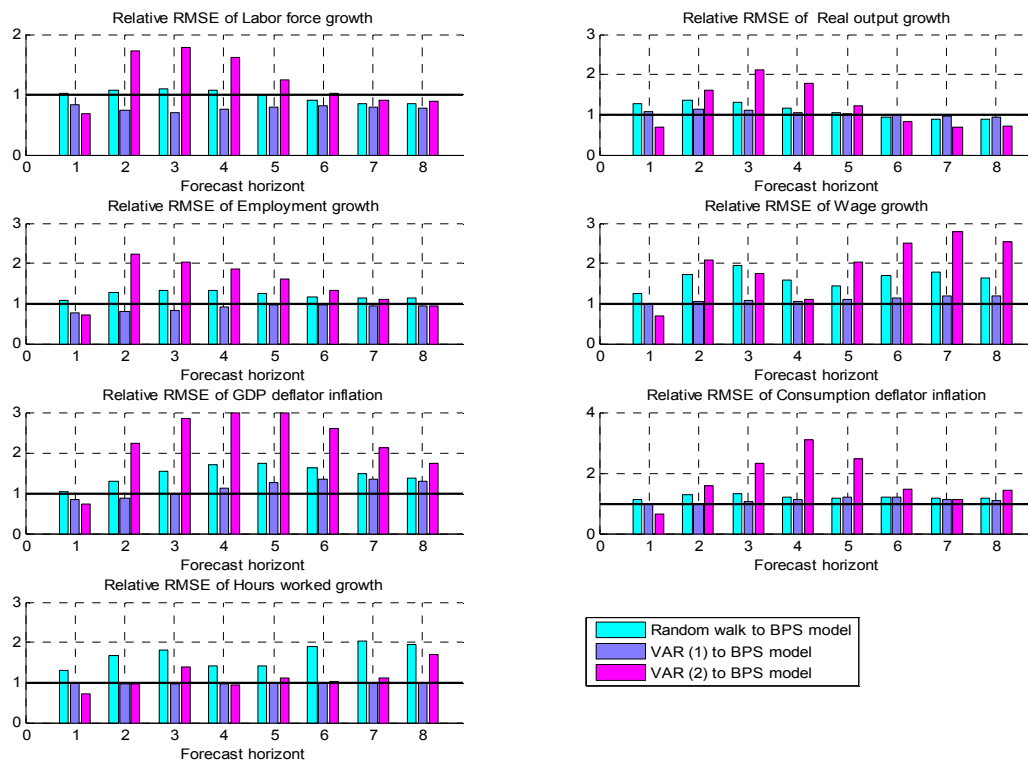 Relative RMSE of Labor force growth
2
1
0
0 1 2 3 4 5 6 7 8
Forecast horizont
Relative RMSE of Real output growth
3
2
1
0
0 1 2 3 4 5 6 7 8
Forecast horizont
Relative RMSE of Employment growth
3
2
1
0
0 1 2 3 4 5 6 7 8
Forecast horizont
Relative RMSE of Wage growth
3
2
1
0
0 1 2 3 4 5 6 7 8
Forecast horizont
Relative RMSE of GDP deflator inflation
3
2
1
0
0 1 2 3 4 5 6 7 8
Forecast horizont
Relative RMSE of Consumption deflator inflation
4
2
0
0 1 2 3 4 5 6 7 8
Forecast horizont
Relative RMSE of Hours worked growth
3
2
1
0
0 1 2 3 4 5 6 7 8
Forecast horizont
Random walk to BPS model
VAR (1) to BPS model
VAR (2) to BPS model